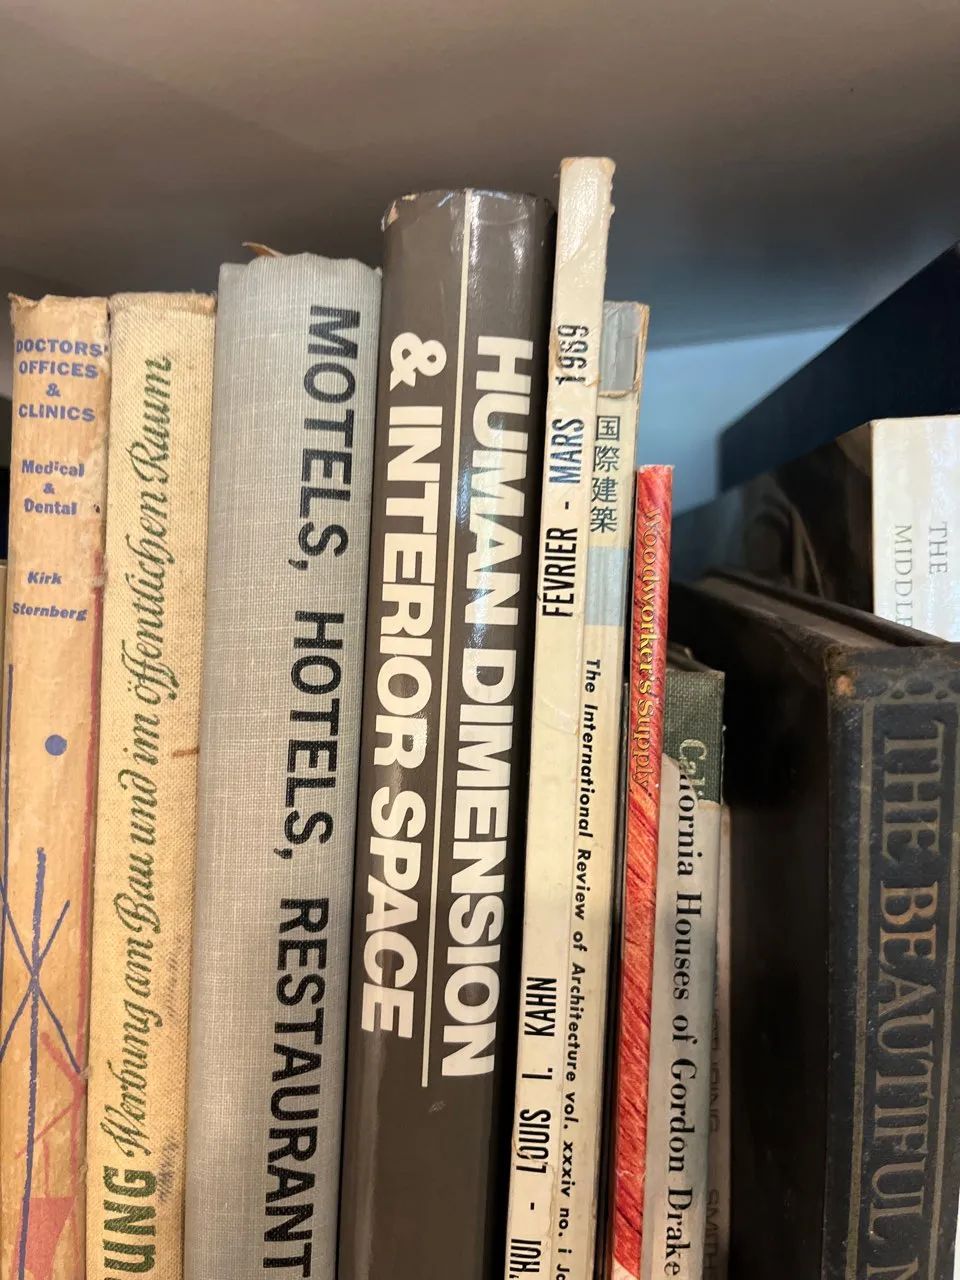 DOCTORS'
OFFICES
&
CLINICS
Medical
&
Dental
Kirk
Sternberg
Werbung am Bau und im öffentlichen Raum
MOTELS, HOTELS, RESTAURANT
HUMAN DIMENSION
& INTERIOR SPACE
LOUIS I. KAHN FÉVRIER - MARS 1969
国際建築
The International Review of Architecture vol. xxxiv no. i
Woodworker's Supply
California Houses of Gordon Drake
THE
THE BEAUTIFUL